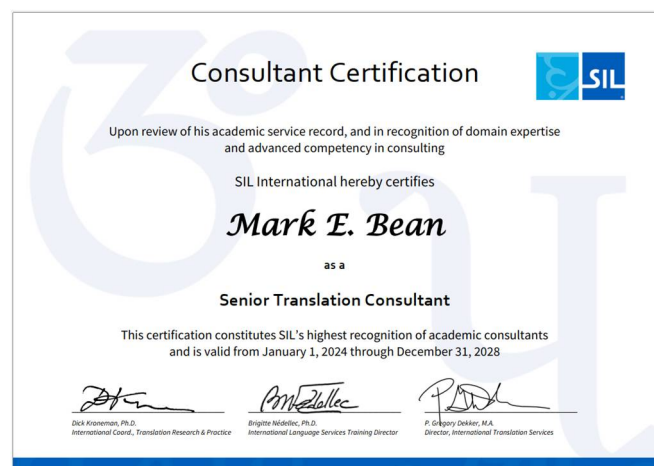 Consultant Certification
SIL
Upon review of his academic service record, and in recognition of domain expertise
and advanced competency in consulting
SIL International hereby certifies
Mark E. Bean
as a
Senior Translation Consultant
This certification constitutes SIL's highest recognition of academic consultants
and is valid from January 1, 2024 through December 31, 2028
Dick Kroneman, Ph.D.
International Coord., Translation Research & Practice
Brigitte Nédellec, Ph.D.
International Language Services Training Director
P. Gregory Dekker, M.A.
Director, International Translation Services